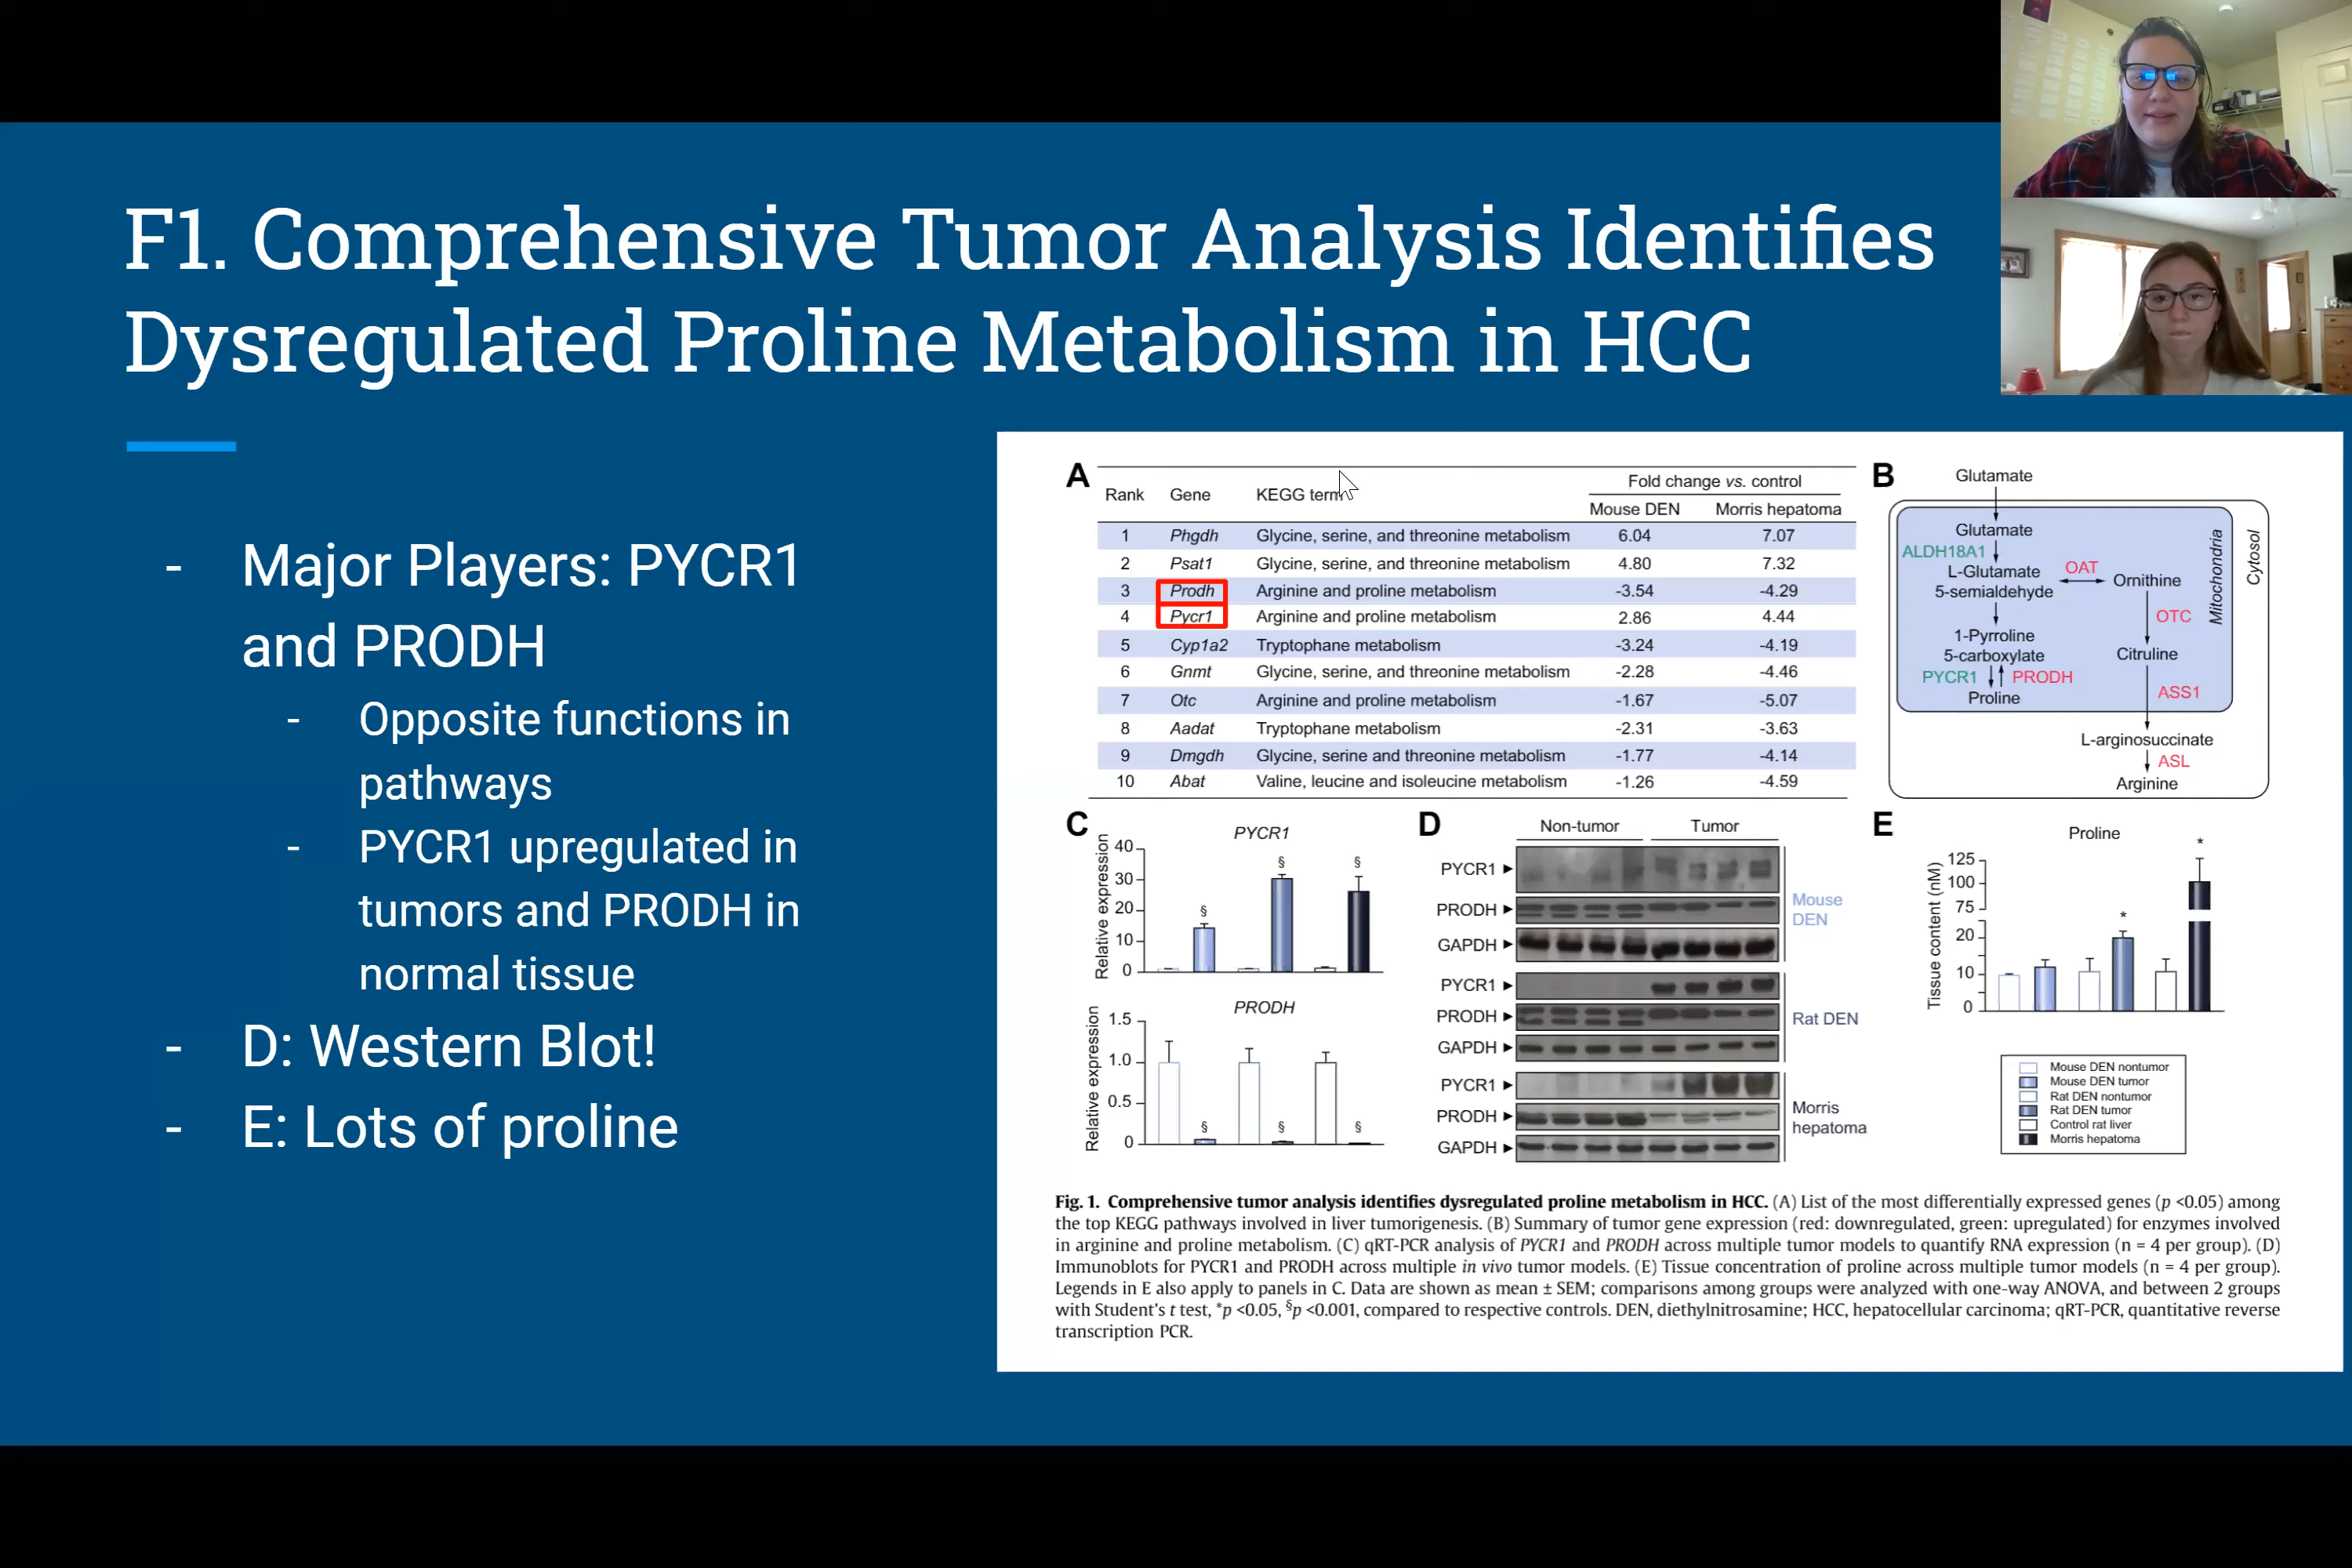 F1. Comprehensive Tumor Analysis Identifies
Dysregulated Proline Metabolism in HCC
- Major Players: PYCR1
and PRODH
- Opposite functions in
pathways
- PYCR1 upregulated in
tumors and PRODH in
normal tissue
- D: Western Blot!
- E: Lots of proline
A
Rank Gene KEGG term Fold change vs. control
Mouse DEN Morris hepatoma
1 Phgdh Glycine, serine, and threonine metabolism 6.04 7.07
2 Psat1 Glycine, serine, and threonine metabolism 4.80 7.32
3 Prodh Arginine and proline metabolism -3.54 -4.29
4 Pycr1 Arginine and proline metabolism 2.86 4.44
5 Cyp1a2 Tryptophane metabolism -3.24 -4.19
6 Gnmt Glycine, serine, and threonine metabolism -2.28 -4.46
7 Otc Arginine and proline metabolism -1.67 -5.07
8 Aadat Tryptophane metabolism -2.31 -3.63
9 Dmgdh Glycine, serine and threonine metabolism -1.77 -4.14
10 Abat Valine, leucine and isoleucine metabolism -1.26 -4.59
B
Glutamate
Glutamate
ALDH18A1
L-Glutamate
5-semialdehyde
OAT
Ornithine
OTC
1-Pyrroline
5-carboxylate
Citruline
PYCR1 PRODH
Proline
ASS1
L-arginosuccinate
ASL
Arginine
Mitochondria
Cytosol
C
PYCR1
Relative expression
40
30
20
10
0
§ § §
PRODH
Relative expression
1.5
1.0
0.5
0
§ § §
D
Non-tumor Tumor
PYCR1
PRODH
GAPDH
Mouse
DEN
PYCR1
PRODH
GAPDH
Rat DEN
PYCR1
PRODH
GAPDH
Morris
hepatoma
E
Proline
Tissue content (nM)
125
100
75
20
10
0
* *
Mouse DEN nontumor
Mouse DEN tumor
Rat DEN nontumor
Rat DEN tumor
Control rat liver
Morris hepatoma
Fig. 1. Comprehensive tumor analysis identifies dysregulated proline metabolism in HCC. (A) List of the most differentially expressed genes (p <0.05) among
the top KEGG pathways involved in liver tumorigenesis. (B) Summary of tumor gene expression (red: downregulated, green: upregulated) for enzymes involved
in arginine and proline metabolism. (C) qRT-PCR analysis of PYCR1 and PRODH across multiple tumor models to quantify RNA expression (n = 4 per group). (D)
Immunoblots for PYCR1 and PRODH across multiple in vivo tumor models. (E) Tissue concentration of proline across multiple tumor models (n = 4 per group).
Legends in E also apply to panels in C. Data are shown as mean ± SEM; comparisons among groups were analyzed with one-way ANOVA, and between 2 groups
with Student's t test, *p <0.05, §p <0.001, compared to respective controls. DEN, diethylnitrosamine; HCC, hepatocellular carcinoma; qRT-PCR, quantitative reverse
transcription PCR.